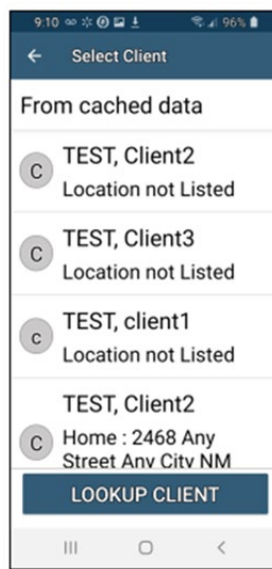 9:10 96%
Select Client
From cached data
TEST, Client2
C
Location not Listed
TEST, Client3
C
Location not Listed
TEST, client1
c
Location not Listed
TEST, Client2
C
Home : 2468 Any
Street Any City NM
LOOKUP CLIENT